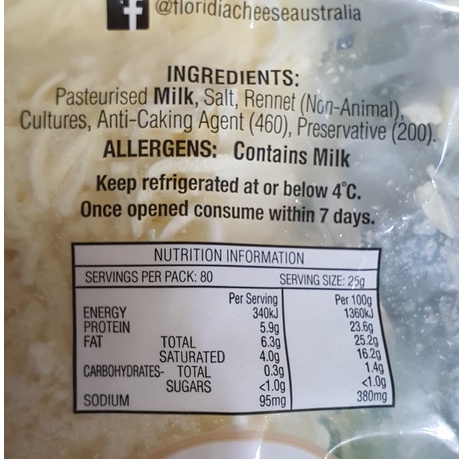 f @floridiacheeseaustralia
INGREDIENTS:
Pasteurised Milk, Salt, Rennet (Non-Animal),
Cultures, Anti-Caking Agent (460), Preservative (200).
ALLERGENS: Contains Milk
Keep refrigerated at or below 4°C.
Once opened consume within 7 days.
NUTRITION INFORMATION
SERVINGS PER PACK: 80 SERVING SIZE: 25g
Per Serving Per 100g
ENERGY 340kJ 1360kJ
PROTEIN 5.9g 23.6g
FAT TOTAL 6.3g 25.2g
SATURATED 4.0g 16.2g
CARBOHYDRATES- TOTAL 0.3g 1.4g
SUGARS <1.0g <1.0g
SODIUM 95mg 380mg